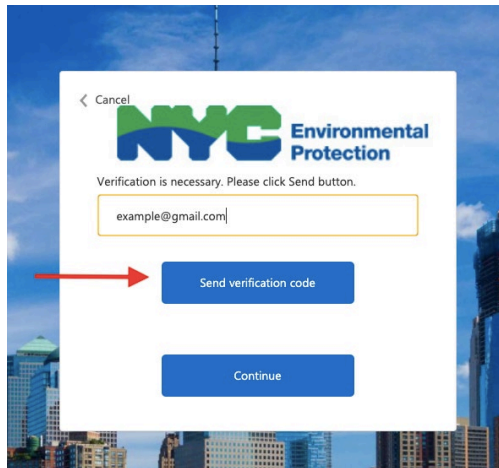 Cancel
NYC
Environmental
Protection
Verification is necessary. Please click Send button.
example@gmail.com
Send verification code
Continue